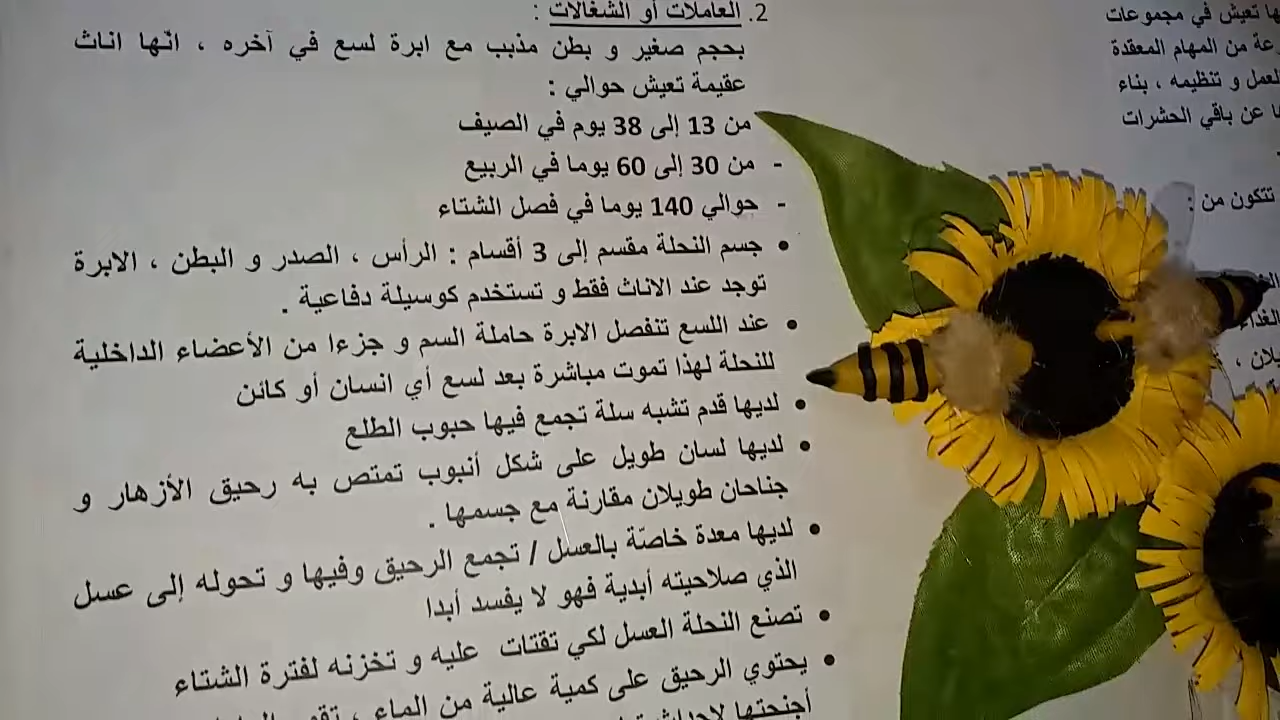 2. العاملات أو الشغالات :
بحجم صغير و بطن مذبب مع ابرة لسع في آخره ، انّها اناث
عقيمة تعيش حوالي :
من 13 إلى 38 يوم في الصيف
- من 30 إلى 60 يوما في الربيع
- حوالي 140 يوما في فصل الشتاء
• جسم النحلة مقسم إلى 3 أقسام : الرأس ، الصدر و البطن ، الابرة
توجد عند الاناث فقط و تستخدم كوسيلة دفاعية .
• عند اللسع تنفصل الابرة حاملة السم و جزءا من الأعضاء الداخلية
للنحلة لهذا تموت مباشرة بعد لسع أي انسان أو كائن
• لديها قدم تشبه سلة تجمع فيها حبوب الطلع
• لديها لسان طويل على شكل أنبوب تمتص به رحيق الأزهار و
جناحان طويلان مقارنة مع جسمها .
• لديها معدة خاصّة بالعسل / تجمع الرحيق وفيها و تحوله إلى عسل
الذي صلاحيته أبدية فهو لا يفسد أبدا
• تصنع النحلة العسل لكي تقتات عليه و تخزنه لفترة الشتاء
• يحتوي الرحيق على كمية عالية من الماء ، تقوم
أجنحتها
تعيش في مجموعات
من المهام المعقدة
العمل و تنظيمه ، بناء
عن باقي الحشرات
تتكون من :